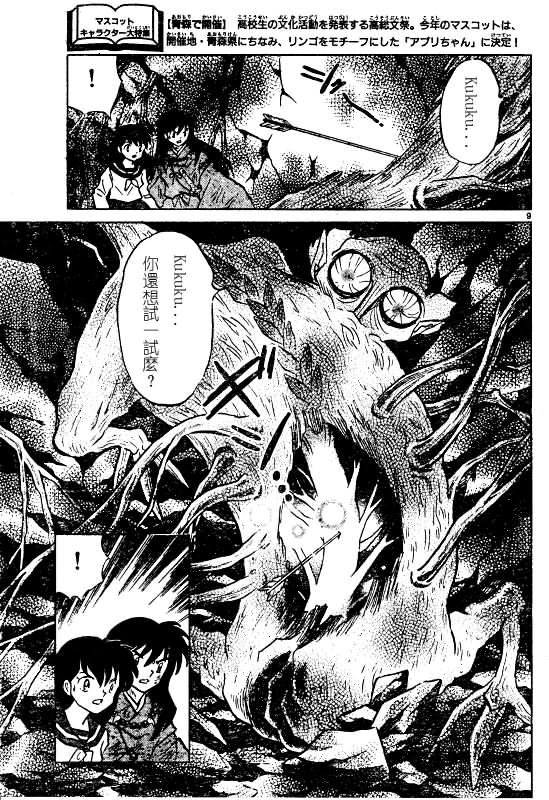 マスコット
キャラクター大特集
【青森で開催】 高校生の文化活動を発表する高総文祭。今年のマスコットは、
開催地・青森県にちなみ、リンゴをモチーフにした「アプリちゃん」に決定！
Kukuku...
！
9
Kukuku...
你還想試一試麼？
！